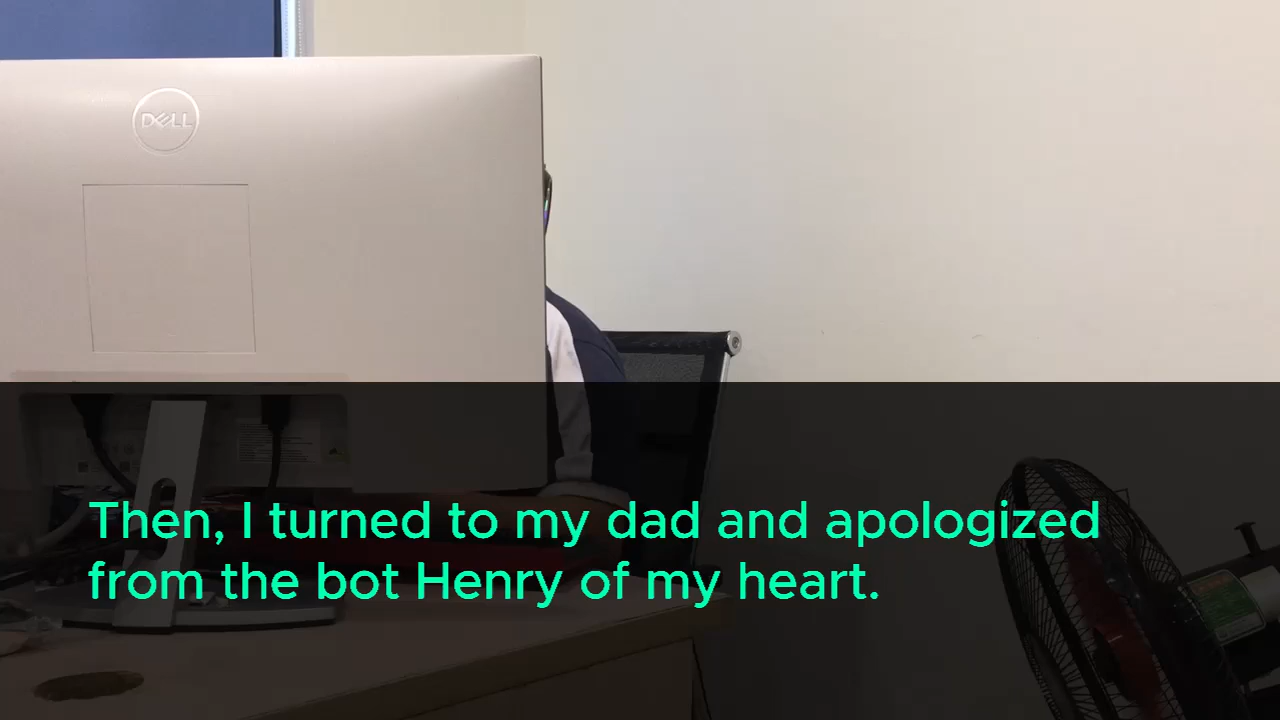 DELL
Then, I turned to my dad and apologized
from the bot Henry of my heart.